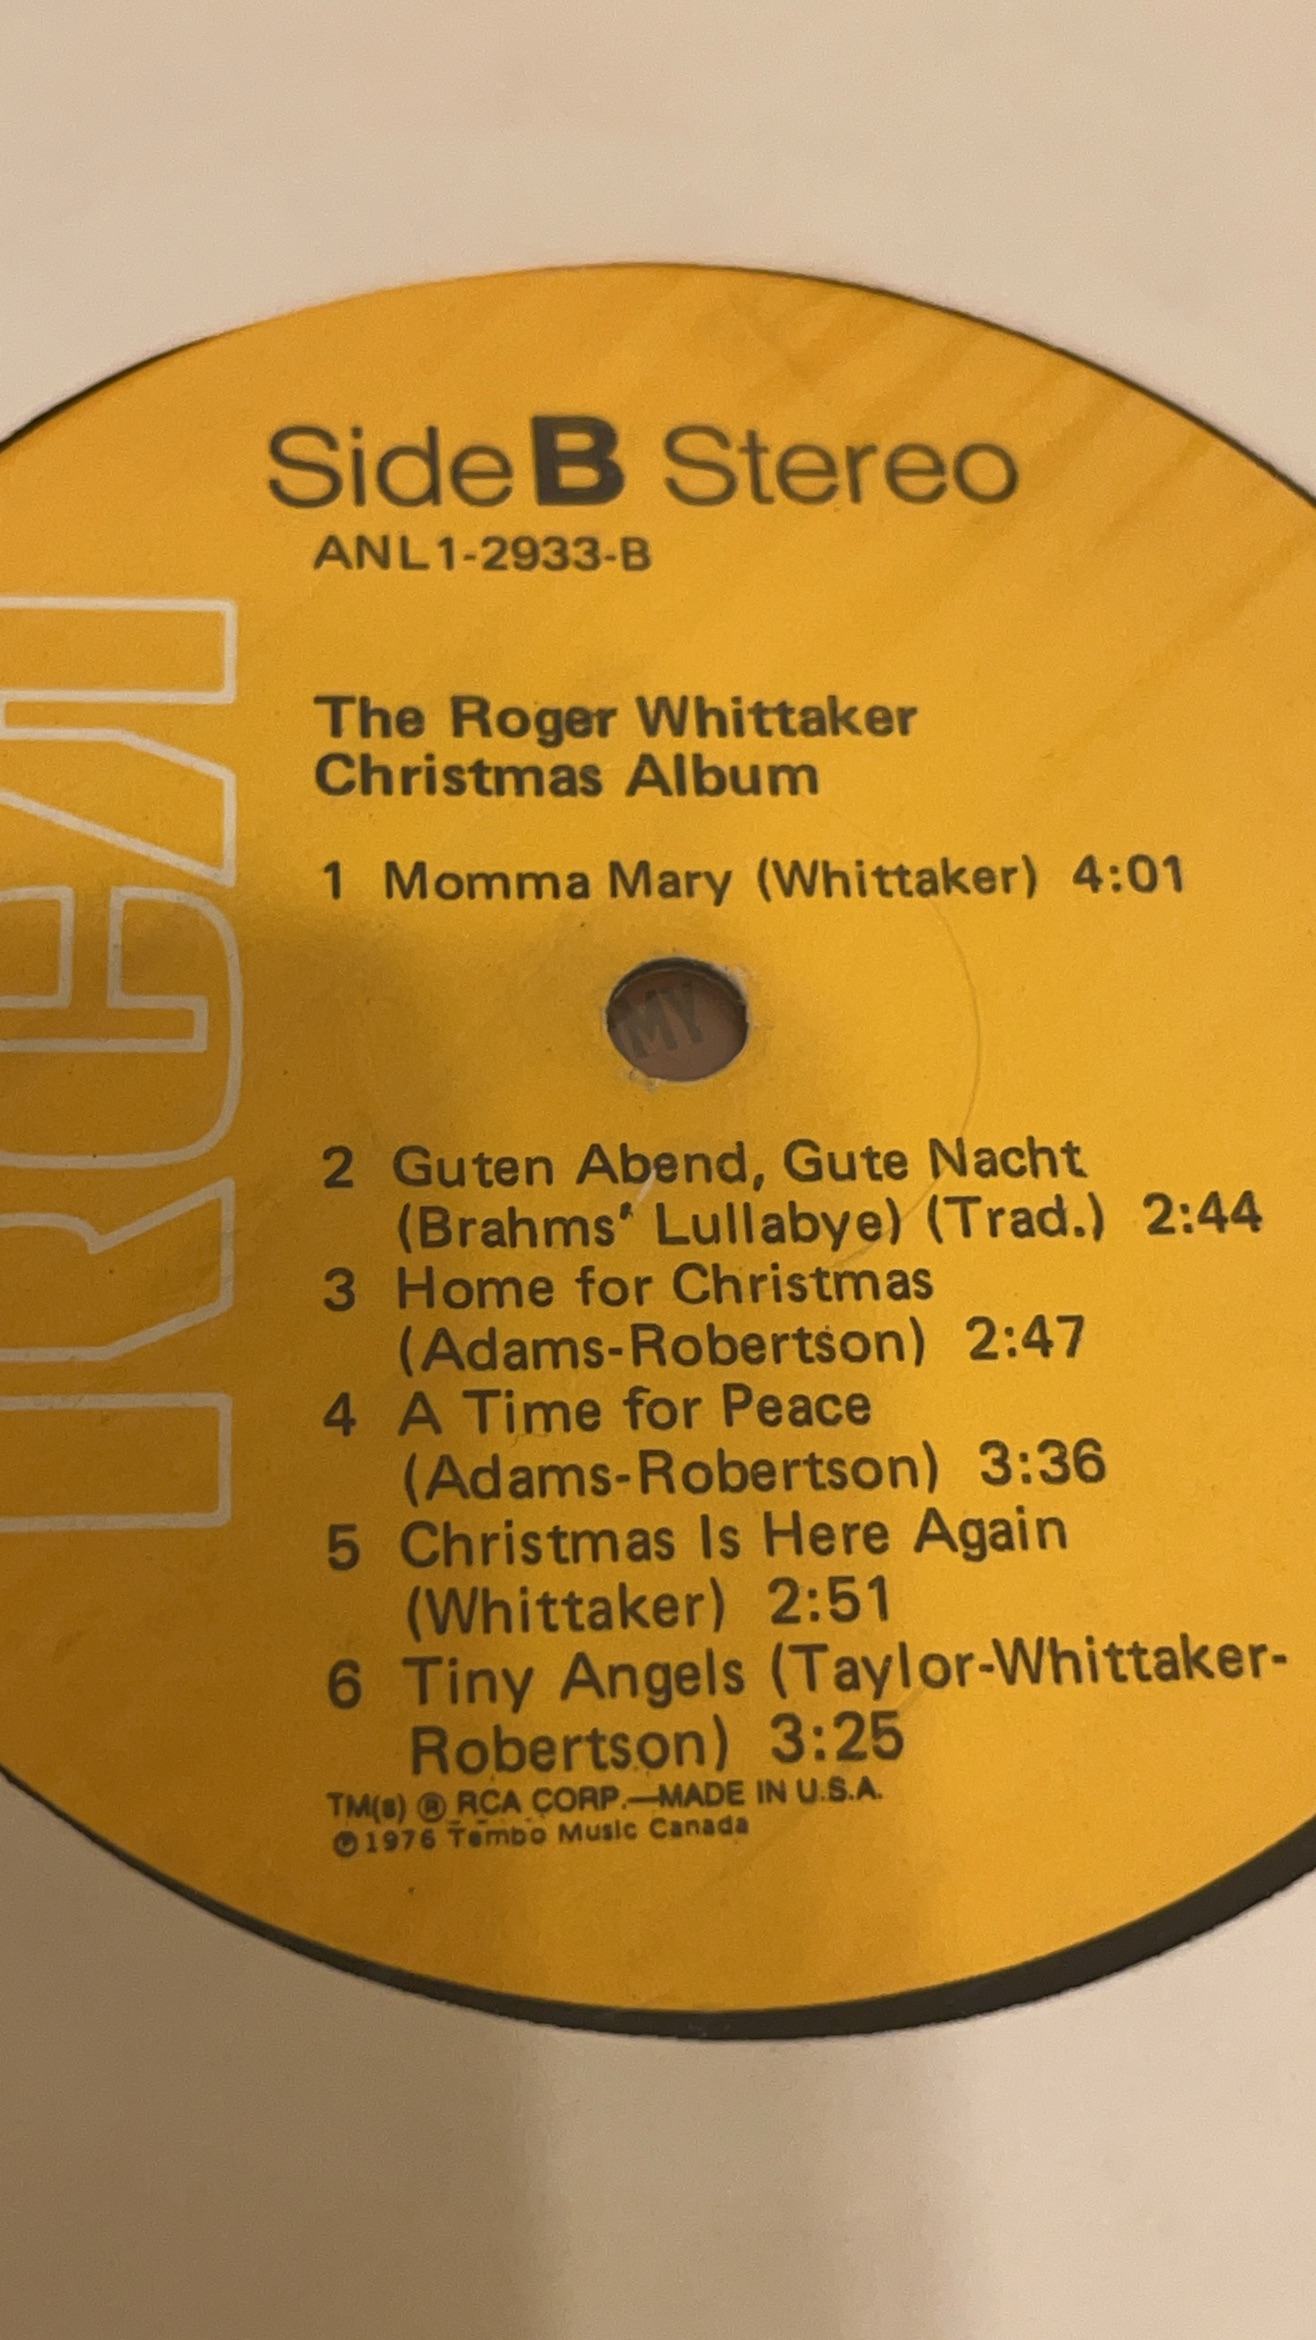 Side B Stereo
ANL1-2933-B
RCA
The Roger Whittaker
Christmas Album
1 Momma Mary (Whittaker) 4:01
MY
2 Guten Abend, Gute Nacht
(Brahms' Lullabye) (Trad.) 2:44
3 Home for Christmas
(Adams-Robertson) 2:47
4 A Time for Peace
(Adams-Robertson) 3:36
5 Christmas Is Here Again
(Whittaker) 2:51
6 Tiny Angels (Taylor-Whittaker-
Robertson) 3:25
TM(s) ® RCA CORP.—MADE IN U.S.A.
℗1976 Tembo Music Canada